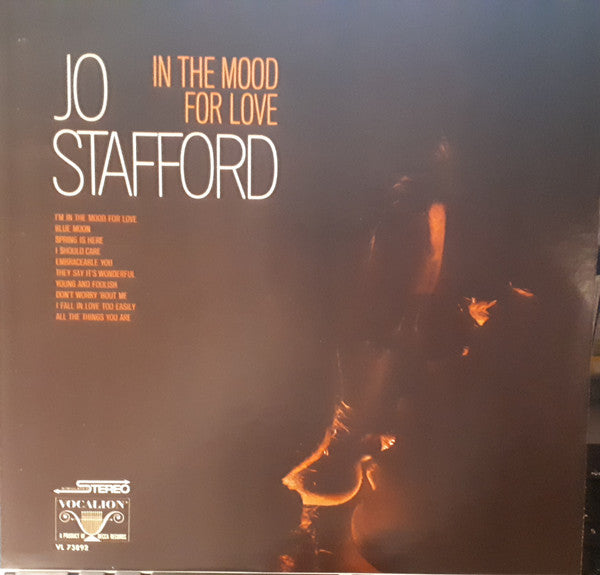 JO
STAFFORD
IN THE MOOD
FOR LOVE
I'M IN THE MOOD FOR LOVE
BLUE MOON
SPRING IS HERE
I SHOULD CARE
EMBRACEABLE YOU
THEY SAY IT'S WONDERFUL
YOUNG AND FOOLISH
DON'T WORRY 'BOUT ME
I FALL IN LOVE TOO EASILY
ALL THE THINGS YOU ARE
STEREO
VOCALION
A PRODUCT OF DECCA RECORDS
VL 73892